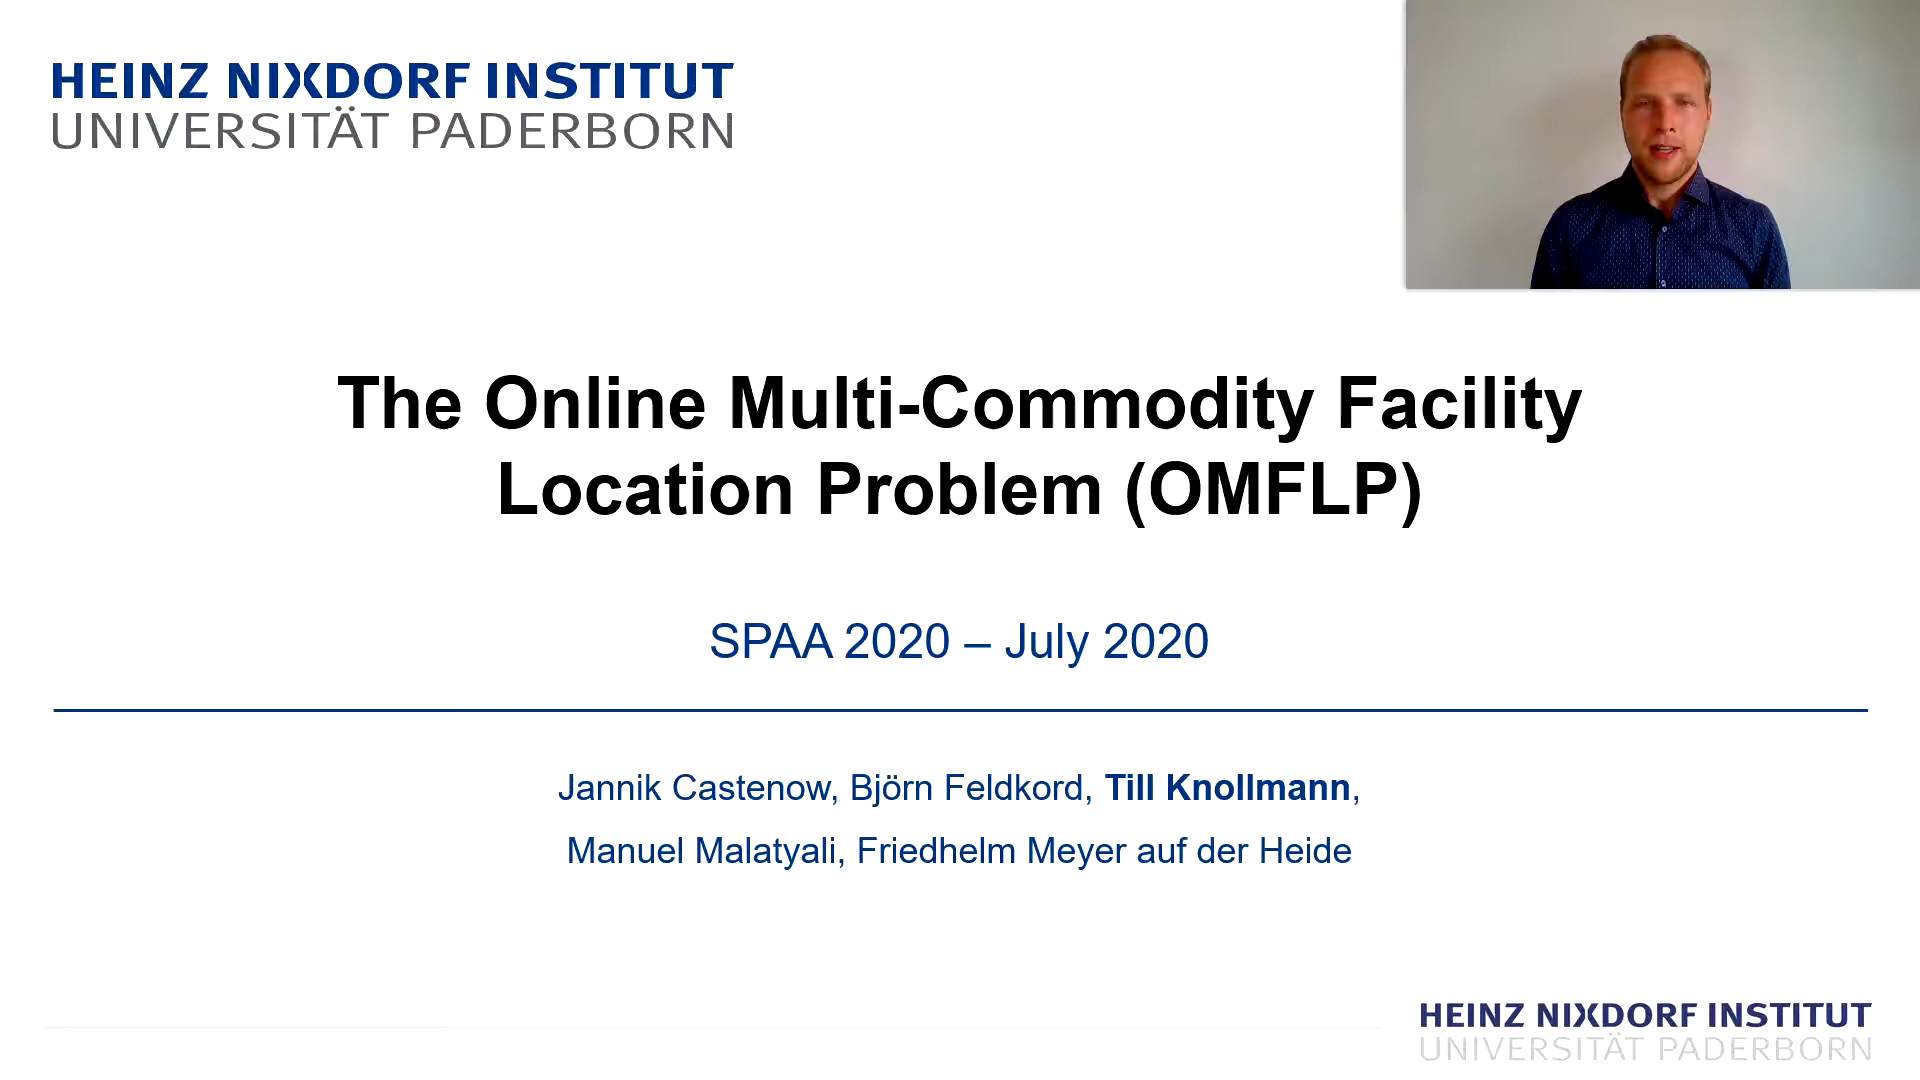 HEINZ NIXDORF INSTITUT
UNIVERSITÄT PADERBORN
The Online Multi-Commodity Facility
Location Problem (OMFLP)
SPAA 2020 – July 2020
Jannik Castenow, Björn Feldkord, Till Knollmann,
Manuel Malatyali, Friedhelm Meyer auf der Heide
HEINZ NIXDORF INSTITUT
UNIVERSITÄT PADERBORN